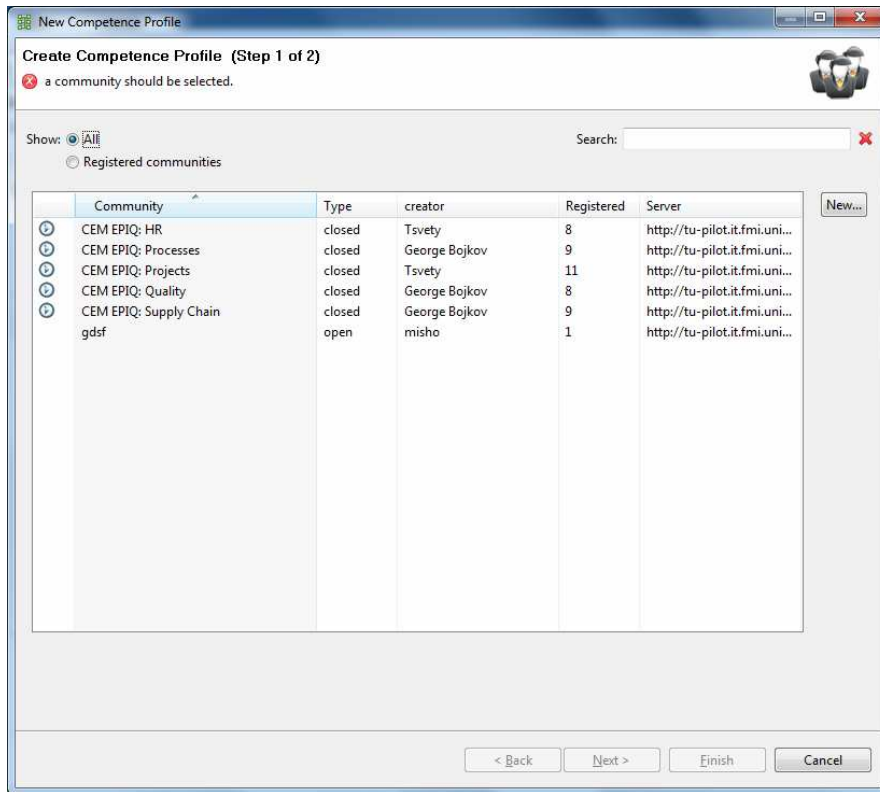 New Competence Profile
Create Competence Profile (Step 1 of 2)
a community should be selected.
Show: All
Search:
Registered communities
Community Type creator Registered Server
New...
CEM EPIQ: HR closed Tsvety 8 http://tu-pilot.it.fmi.uni...
CEM EPIQ: Processes closed George Bojkov 9 http://tu-pilot.it.fmi.uni...
CEM EPIQ: Projects closed Tsvety 11 http://tu-pilot.it.fmi.uni...
CEM EPIQ: Quality closed George Bojkov 8 http://tu-pilot.it.fmi.uni...
CEM EPIQ: Supply Chain closed George Bojkov 9 http://tu-pilot.it.fmi.uni...
gdsf open misho 1 http://tu-pilot.it.fmi.uni...
< Back Next > Finish Cancel